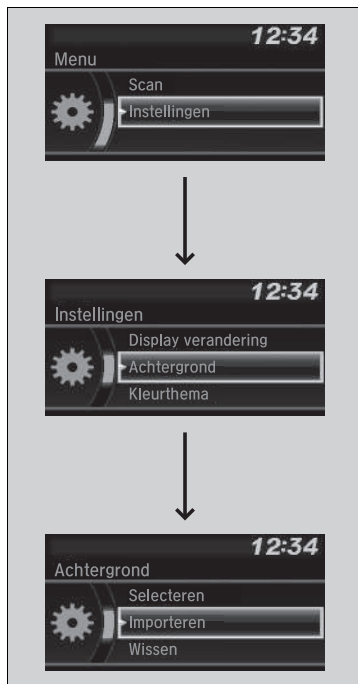 12:34
Menu
Scan
Instellingen
12:34
Instellingen
Display verandering
Achtergrond
Kleurthema
12:34
Achtergrond
Selecteren
Importeren
Wissen